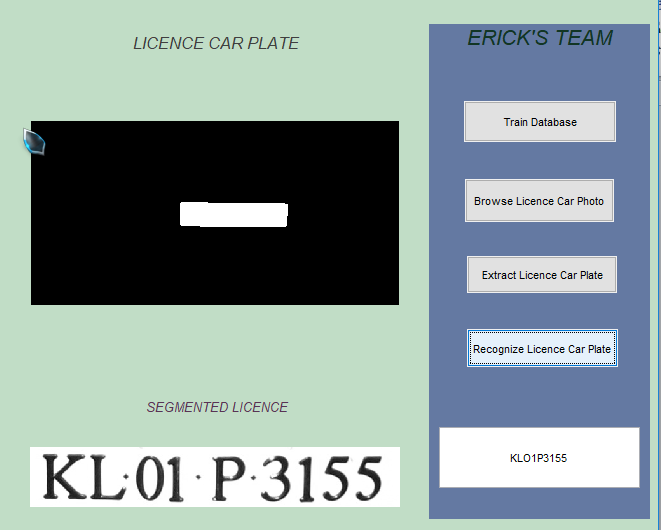 LICENCE CAR PLATE
SEGMENTED LICENCE
KL·01·P·3155
ERICK'S TEAM
Train Database
Browse Licence Car Photo
Extract Licence Car Plate
Recognize Licence Car Plate
KLO1P3155